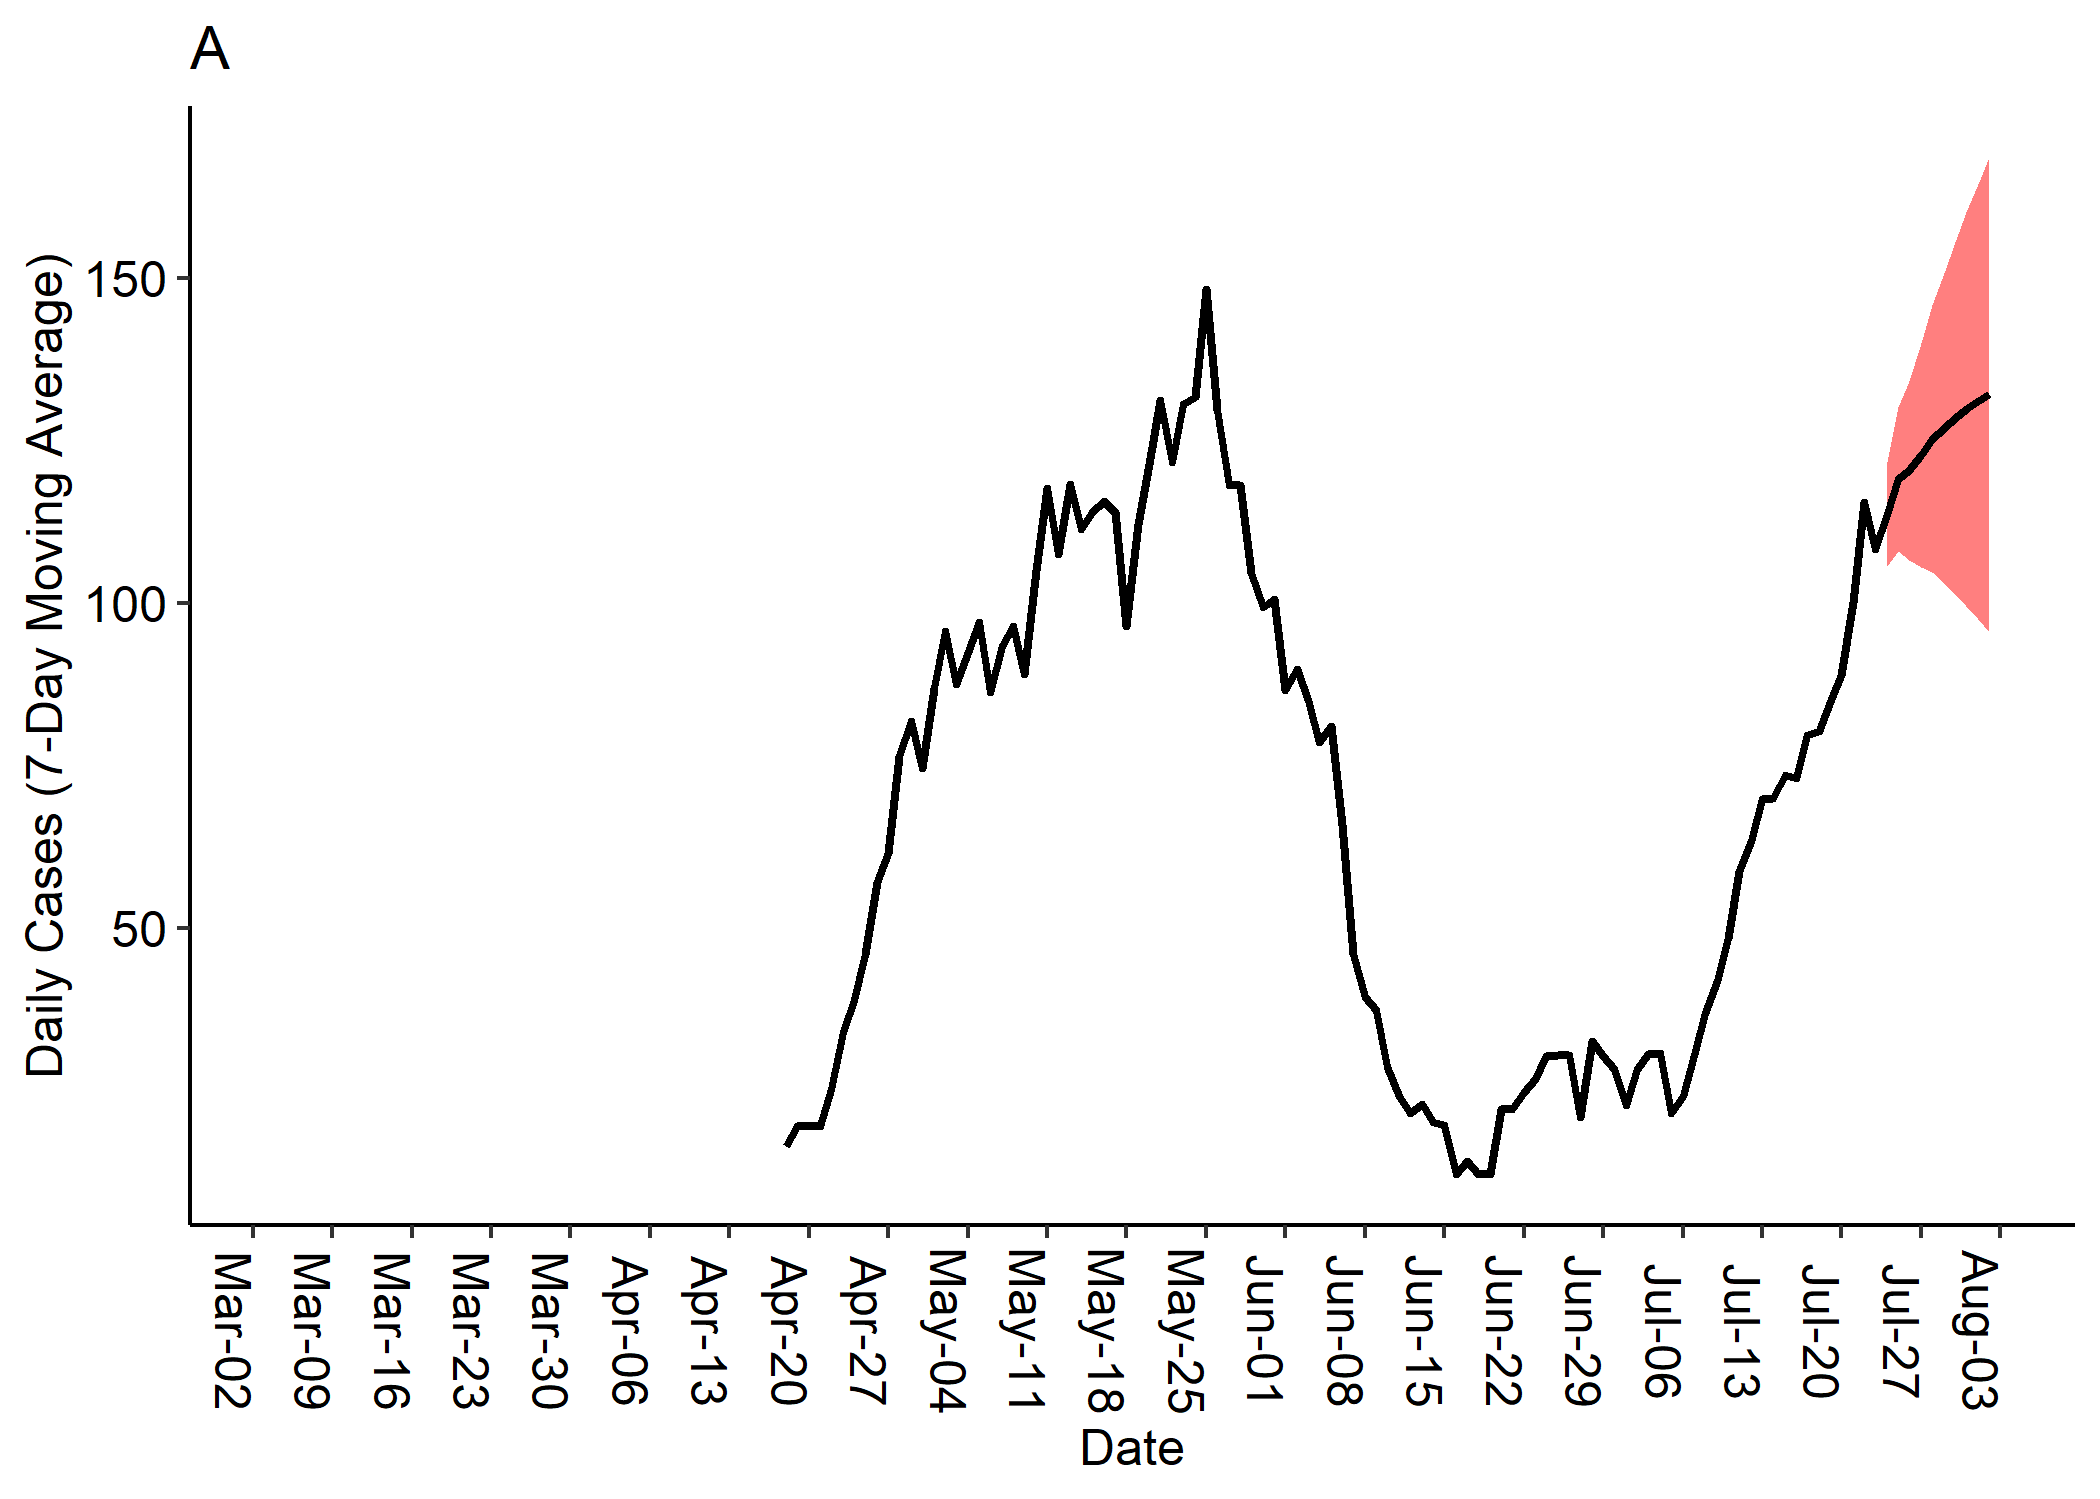 A
Daily Cases (7-Day Moving Average)
150
100
50
Mar-02
Mar-09
Mar-16
Mar-23
Mar-30
Apr-06
Apr-13
Apr-20
Apr-27
May-04
May-11
May-18
May-25
Jun-01
Jun-08
Jun-15
Jun-22
Jun-29
Jul-06
Jul-13
Jul-20
Jul-27
Aug-03
Date